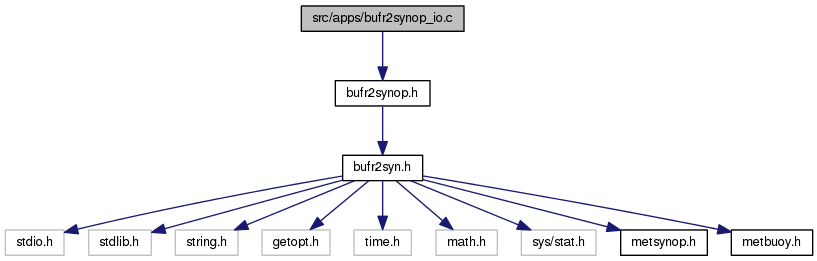 src/apps/bufr2synop_io.c
bufr2synop.h
bufr2syn.h
stdio.h
stdlib.h
string.h
getopt.h
time.h
math.h
sys/stat.h
metsynop.h
metbuoy.h